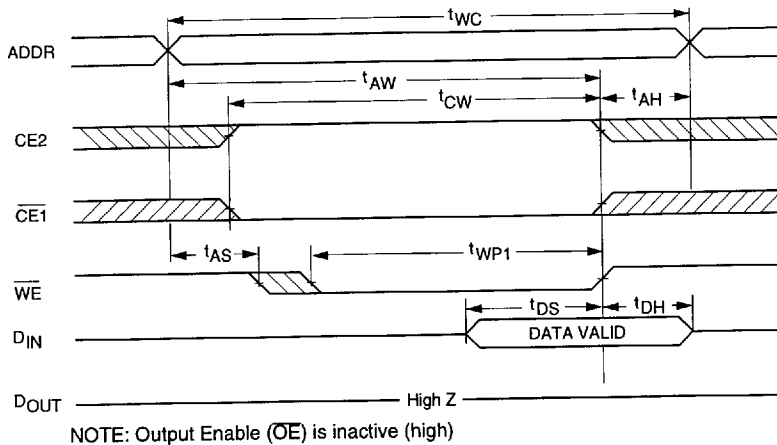 tWC
ADDR
tAW
tCW
tAH
CE2
CE1
tAS
tWP1
WE
tDS
tDH
DIN
DATA VALID
DOUT
High Z
NOTE: Output Enable (OE) is inactive (high)